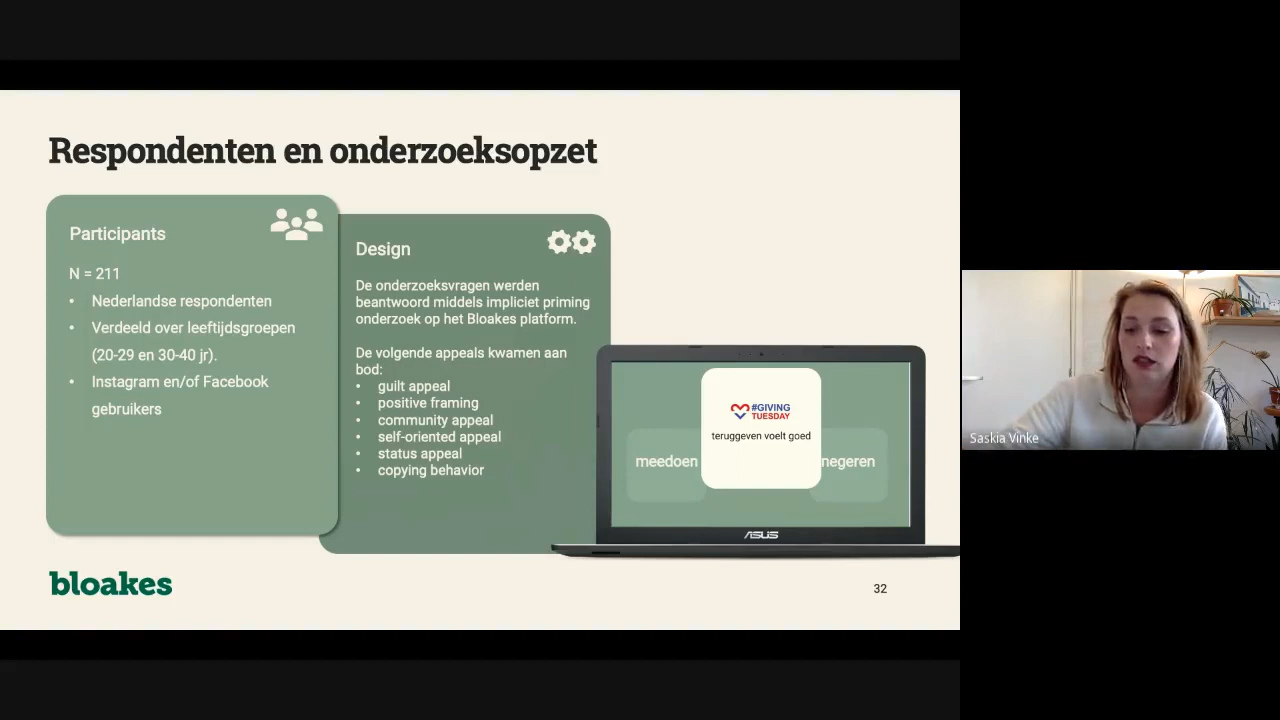 Respondenten en onderzoeksopzet
Participants
N = 211
• Nederlandse respondenten
• Verdeeld over leeftijdsgroepen
(20-29 en 30-40 jr).
• Instagram en/of Facebook
gebruikers
Design
De onderzoeksvragen werden
beantwoord middels impliciet priming
onderzoek op het Bloakes platform.
De volgende appeals kwamen aan
bod:
• guilt appeal
• positive framing
• community appeal
• self-oriented appeal
• status appeal
• copying behavior
#GIVING
TUESDAY
teruggeven voelt goed
meedoen
negeren
ASUS
bloakes
32
Saskia Vinke